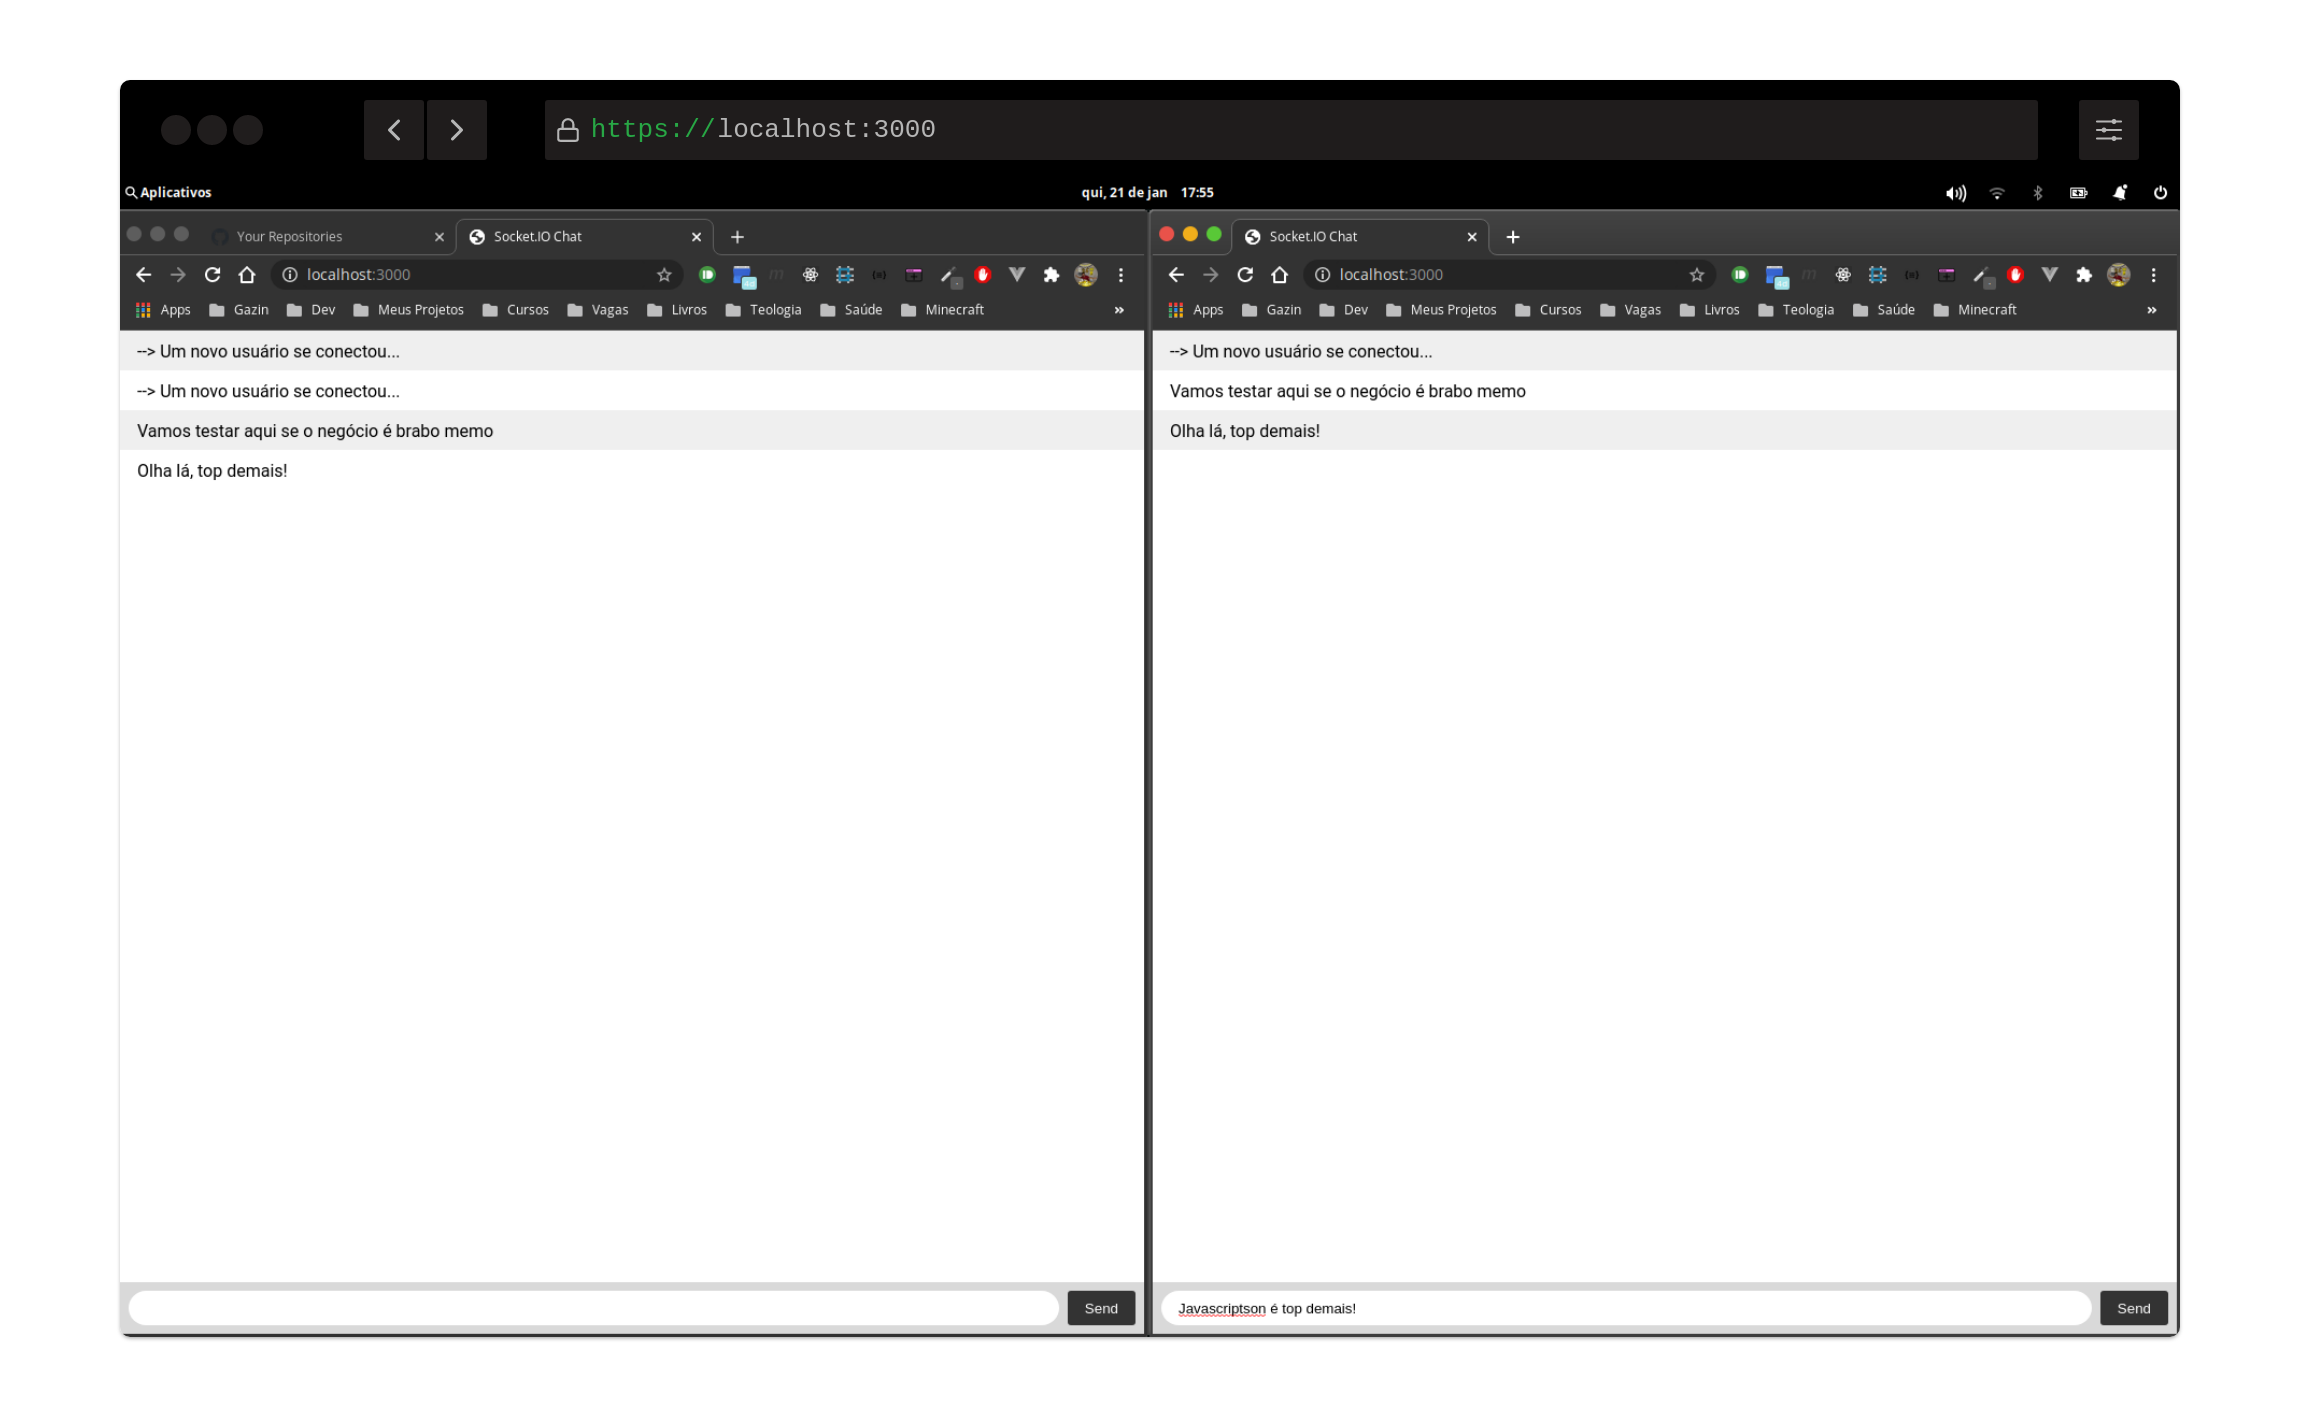 https://localhost:3000
Aplicativos
qui, 21 de jan 17:55
Your Repositories
Socket.IO Chat
localhost:3000
Apps Gazin Dev Meus Projetos Cursos Vagas Livros Teologia Saúde Minecraft »
--> Um novo usuário se conectou...
--> Um novo usuário se conectou...
Vamos testar aqui se o negócio é brabo memo
Olha lá, top demais!
Send
Socket.IO Chat
localhost:3000
Apps Gazin Dev Meus Projetos Cursos Vagas Livros Teologia Saúde Minecraft »
--> Um novo usuário se conectou...
Vamos testar aqui se o negócio é brabo memo
Olha lá, top demais!
Javascriptson é top demais!
Send